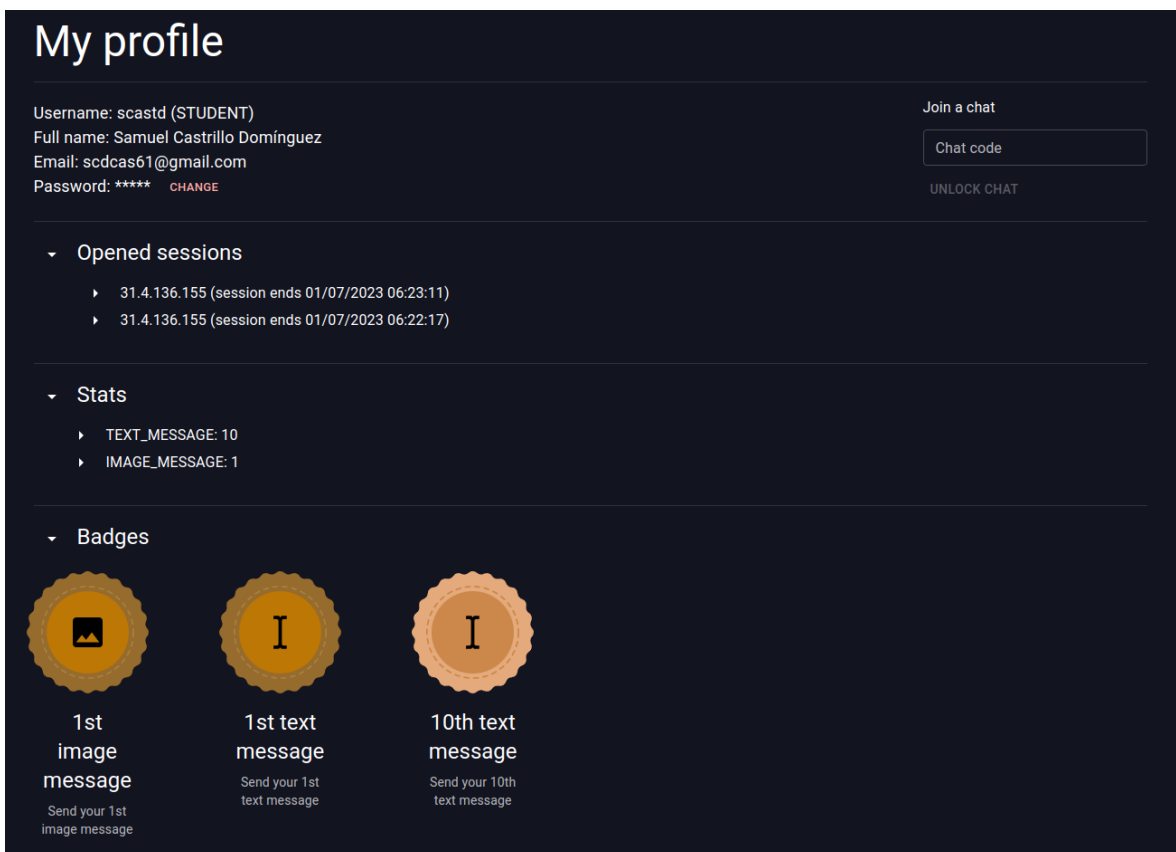 My profile
Username: scastd (STUDENT)
Full name: Samuel Castrillo Domínguez
Email: scdcas61@gmail.com
Password: ***** CHANGE
Join a chat
Chat code
UNLOCK CHAT
Opened sessions
31.4.136.155 (session ends 01/07/2023 06:23:11)
31.4.136.155 (session ends 01/07/2023 06:22:17)
Stats
TEXT_MESSAGE: 10
IMAGE_MESSAGE: 1
Badges
1st
image
message
Send your 1st
image message
1st text
message
Send your 1st
text message
10th text
message
Send your 10th
text message